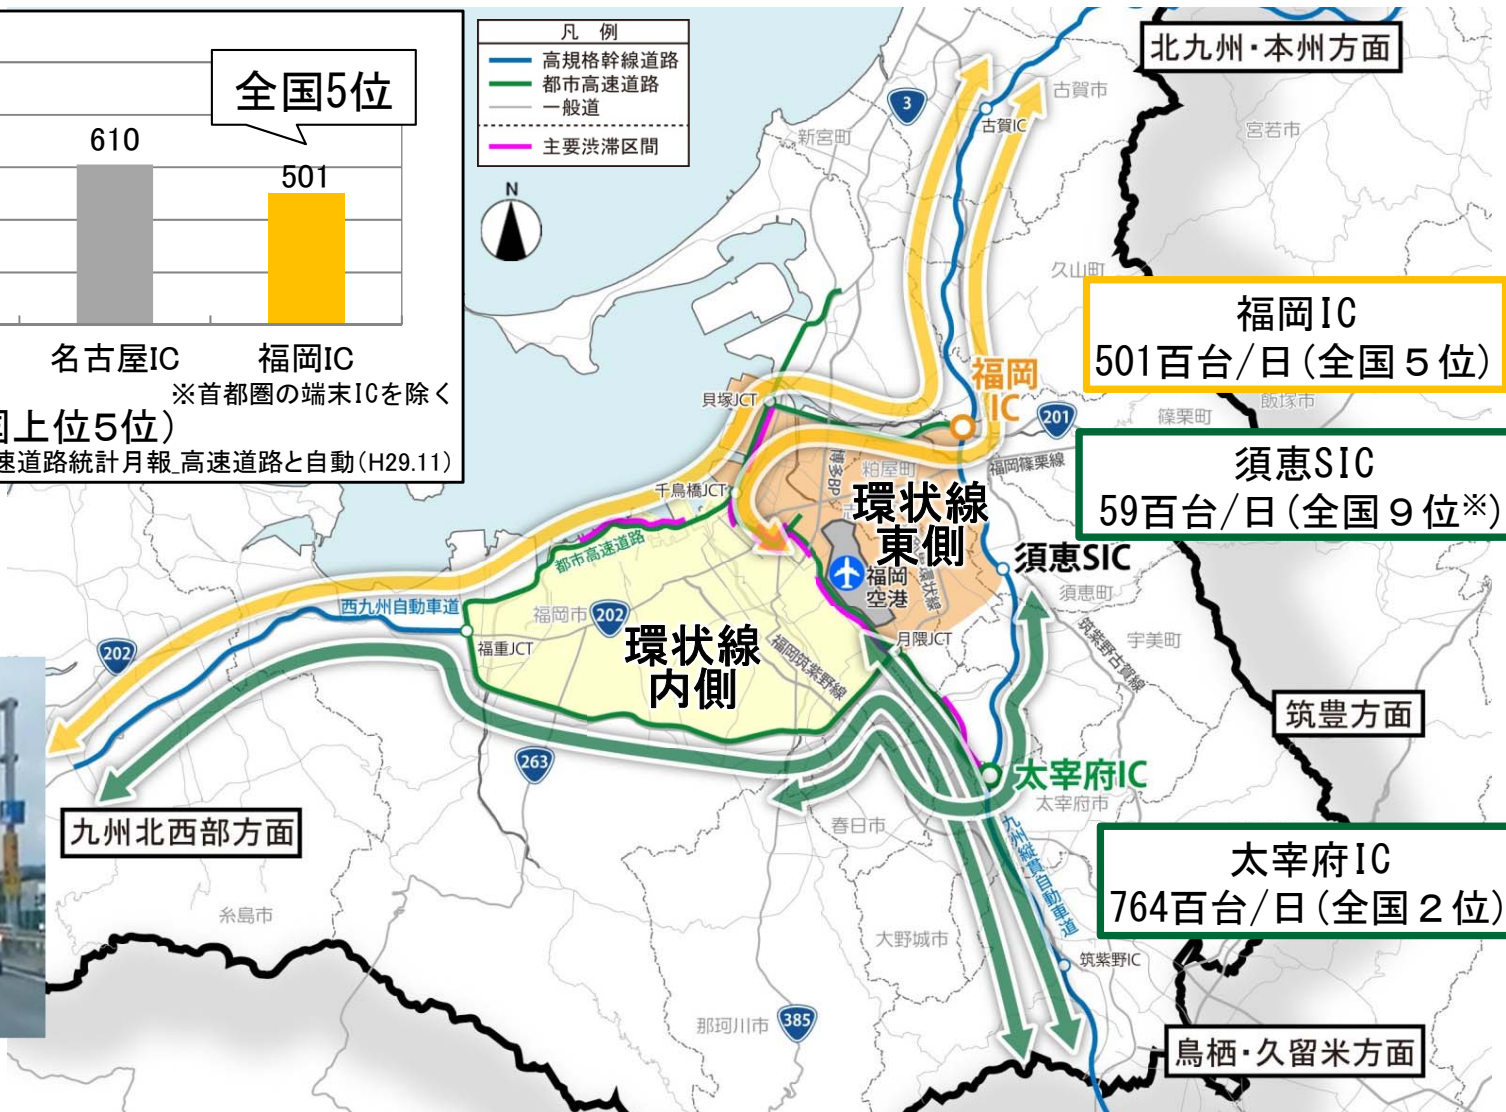 全国5位
610
501
名古屋IC
福岡IC
※首都圏の端末ICを除く
国上位5位)
速道路統計月報_高速道路と自動(H29.11)
凡 例
高規格幹線道路
都市高速道路
一般道
主要渋滞区間
N
北九州・本州方面
3
古賀市
古賀IC
新宮町
宮若市
久山町
福岡IC
501百台/日(全国5位)
福岡
IC
貝塚JCT
201
篠栗町
飯塚市
福岡篠栗線
粕屋町
博多BP
須恵SIC
59百台/日(全国9位※)
千鳥橋JCT
環状線
東側
都市高速道路
須恵SIC
福岡
空港
須恵町
西九州自動車道
福岡市
202
環状線
内側
福岡筑紫野線
月隈JCT
筑紫野古賀線
宇美町
202
福重JCT
筑豊方面
263
太宰府IC
太宰府市
九州北西部方面
春日市
九州縦貫自動車道
太宰府IC
764百台/日(全国2位)
糸島市
大野城市
筑紫野IC
那珂川市
385
鳥栖・久留米方面